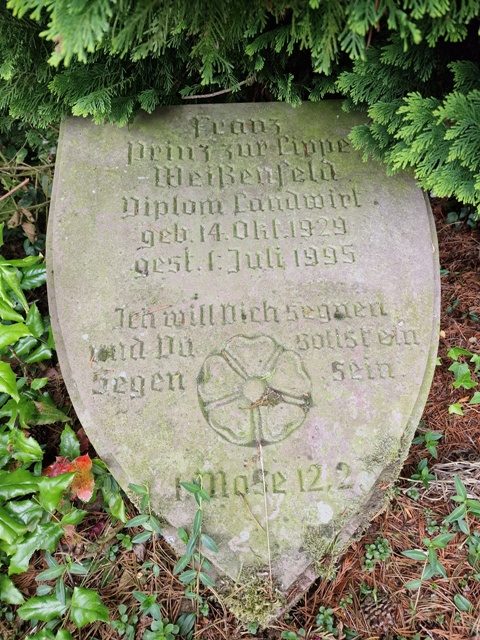 Franz
Prinz zur Lippe
-Weißenfeld
Diplom Landwirt
geb. 14. Okt. 1929
gest. 1. Juli 1995
Ich will Dich segnen
und Du sollst ein
Segen sein.
1 Mose 12.2